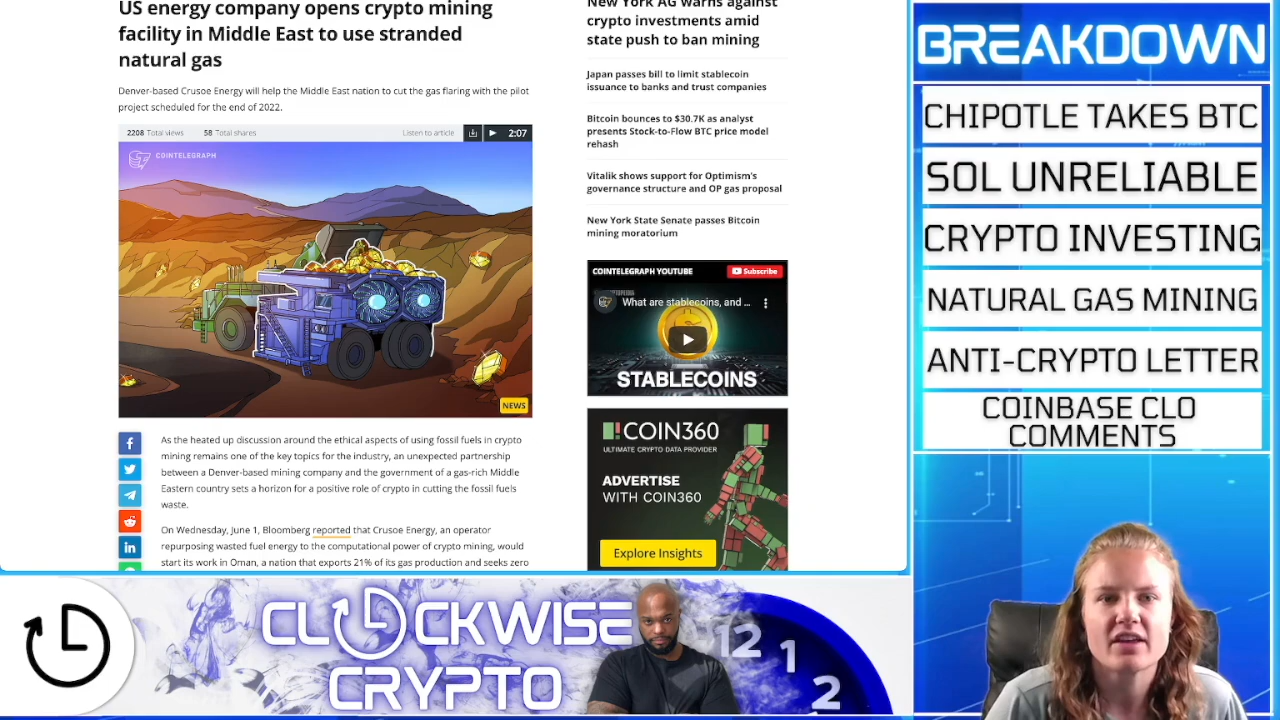 US energy company opens crypto mining
facility in Middle East to use stranded
natural gas
Denver-based Crusoe Energy will help the Middle East nation to cut the gas flaring with the pilot
project scheduled for the end of 2022.
2208 Total views
58 Total shares
Listen to article
2:07
COINTELEGRAPH
NEWS
As the heated up discussion around the ethical aspects of using fossil fuels in crypto
mining remains one of the key topics for the industry, an unexpected partnership
between a Denver-based mining company and the government of a gas-rich Middle
Eastern country sets a horizon for a positive role of crypto in cutting the fossil fuels
waste.
On Wednesday, June 1, Bloomberg reported that Crusoe Energy, an operator
repurposing wasted fuel energy to the computational power of crypto mining, would
start its work in Oman, a nation that exports 21% of its gas production and seeks zero
New York AG warns against
crypto investments amid
state push to ban mining
Japan passes bill to limit stablecoin
issuance to banks and trust companies
Bitcoin bounces to $30.7K as analyst
presents Stock-to-Flow BTC price model
rehash
Vitalik shows support for Optimism's
governance structure and OP gas proposal
New York State Senate passes Bitcoin
mining moratorium
COINTELEGRAPH YOUTUBE
Subscribe
What are stablecoins, and ...
STABLECOINS
COIN360
ULTIMATE CRYPTO DATA PROVIDER
ADVERTISE
WITH COIN360
Explore Insights
BREAKDOWN
CHIPOTLE TAKES BTC
SOL UNRELIABLE
CRYPTO INVESTING
NATURAL GAS MINING
ANTI-CRYPTO LETTER
COINBASE CLO
COMMENTS
CLOCKWISE
CRYPTO
12
1
2